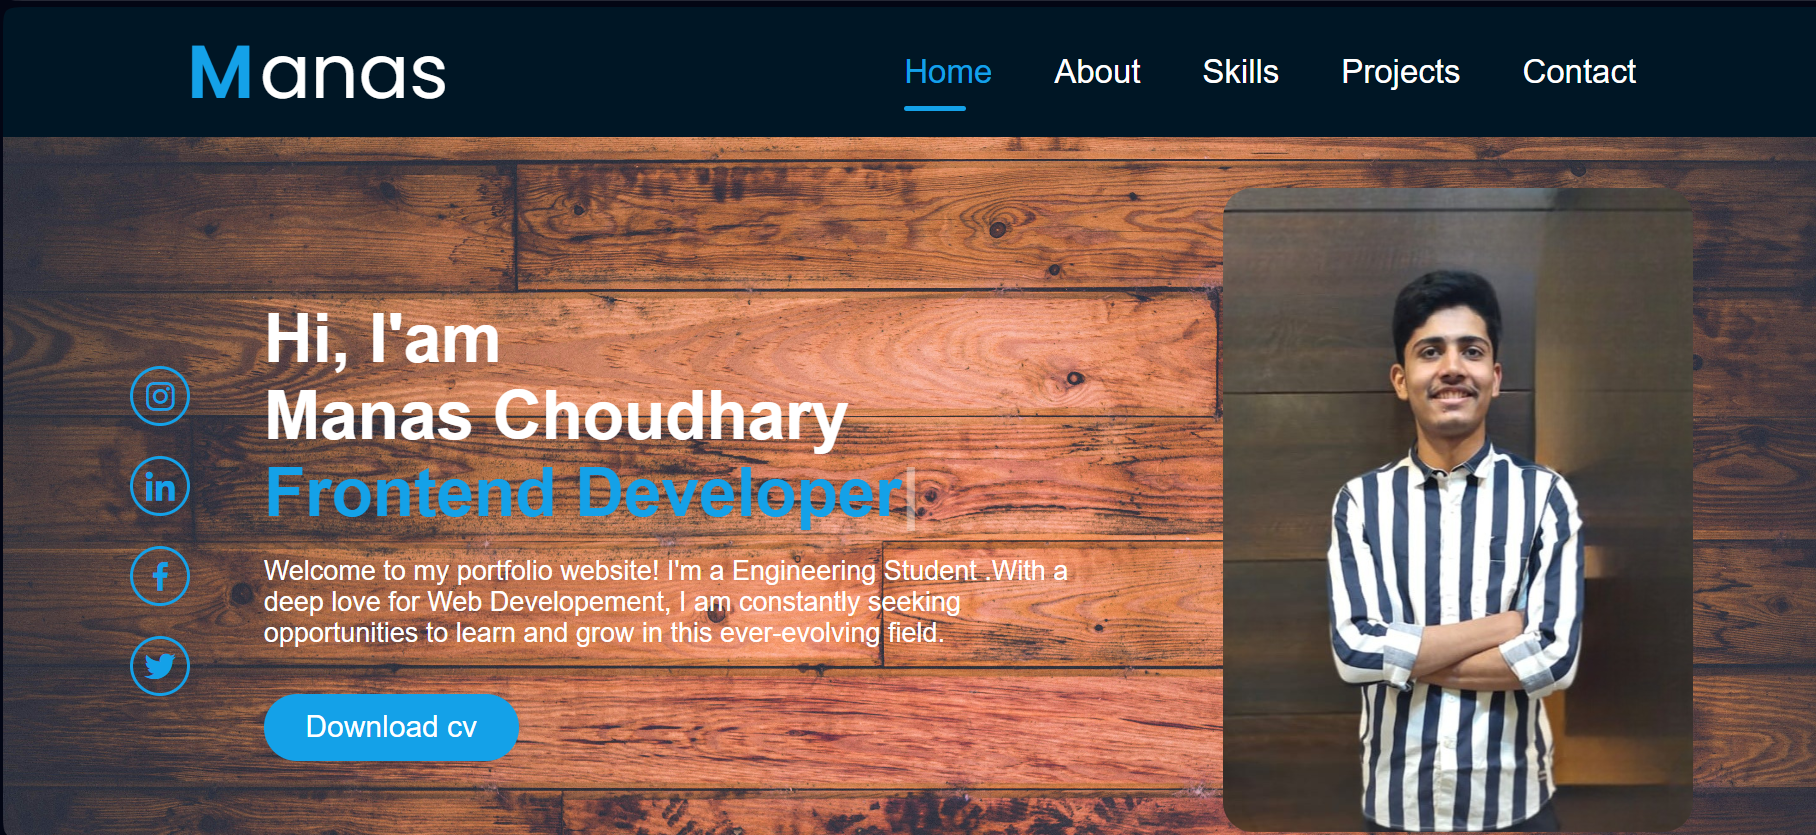 Manas
Home About Skills Projects Contact
Hi, I'am
Manas Choudhary
Frontend Developer
Welcome to my portfolio website! I'm a Engineering Student .With a
deep love for Web Developement, I am constantly seeking
opportunities to learn and grow in this ever-evolving field.
in
f
Download cv